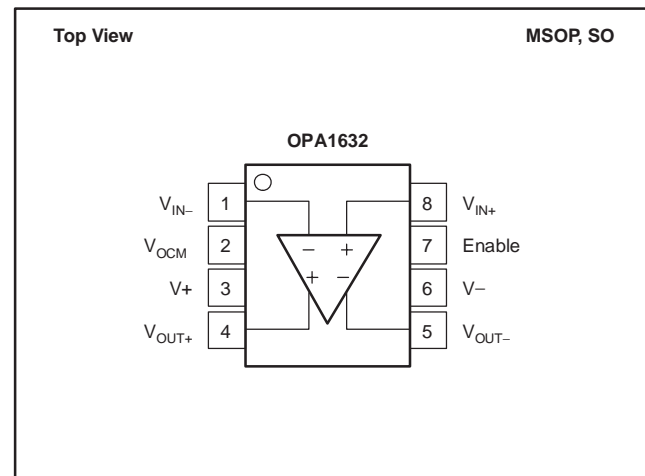 Top View MSOP, SO
OPA1632
V_IN− 1 8 V_IN+
V_OCM 2 7 Enable
V+ 3 6 V−
V_OUT+ 4 5 V_OUT−
− +
+ −